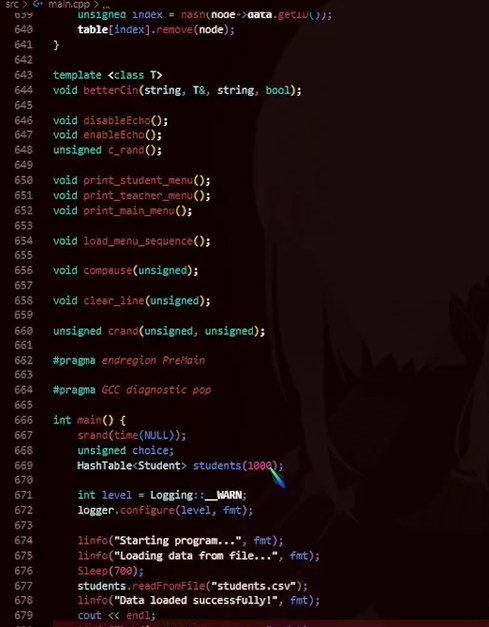 src > main.cpp > ...
639 unsigned index = hash(node->data.getID());
640 table[index].remove(node);
641 }
642
643 template <class T>
644 void betterCin(string, T&, string, bool);
645
646 void disableEcho();
647 void enableEcho();
648 unsigned c_rand();
649
650 void print_student_menu();
651 void print_teacher_menu();
652 void print_main_menu();
653
654 void load_menu_sequence();
655
656 void compause(unsigned);
657
658 void clear_line(unsigned);
659
660 unsigned crand(unsigned, unsigned);
661
662 #pragma endregion PreMain
663
664 #pragma GCC diagnostic pop
665
666 int main() {
667 srand(time(NULL));
668 unsigned choice;
669 HashTable<Student> students(1000);
670
671 int level = Logging::__WARN;
672 logger.configure(level, fmt);
673
674 linfo("Starting program...", fmt);
675 linfo("Loading data from file...", fmt);
676 Sleep(700);
677 students.readFromFile("students.csv");
678 linfo("Data loaded successfully!", fmt);
679 cout << endl;